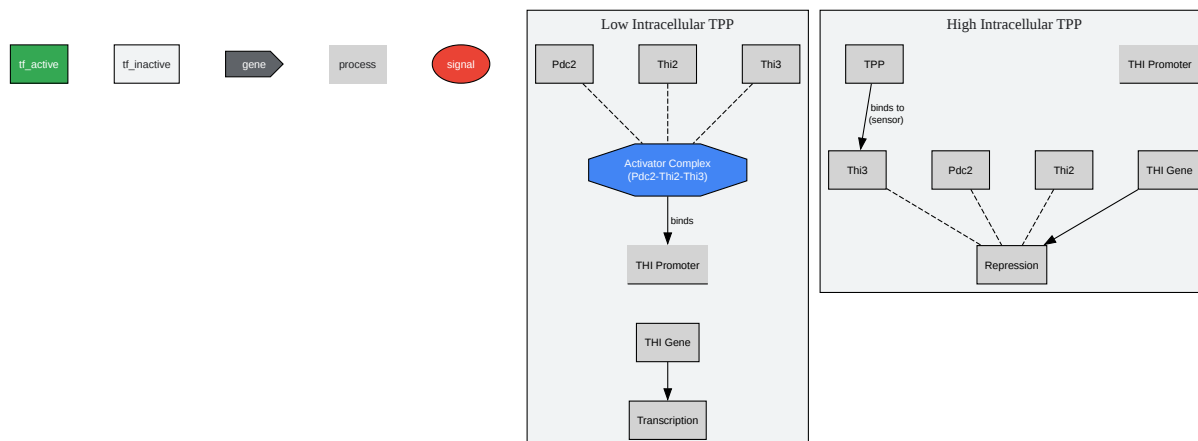 tf_active
tf_inactive
gene
process
signal
Low Intracellular TPP
Pdc2
Thi2
Thi3
Activator Complex
(Pdc2-Thi2-Thi3)
binds
THI Promoter
THI Gene
Transcription
High Intracellular TPP
TPP
THI Promoter
binds to
(sensor)
Thi3
Pdc2
Thi2
THI Gene
Repression